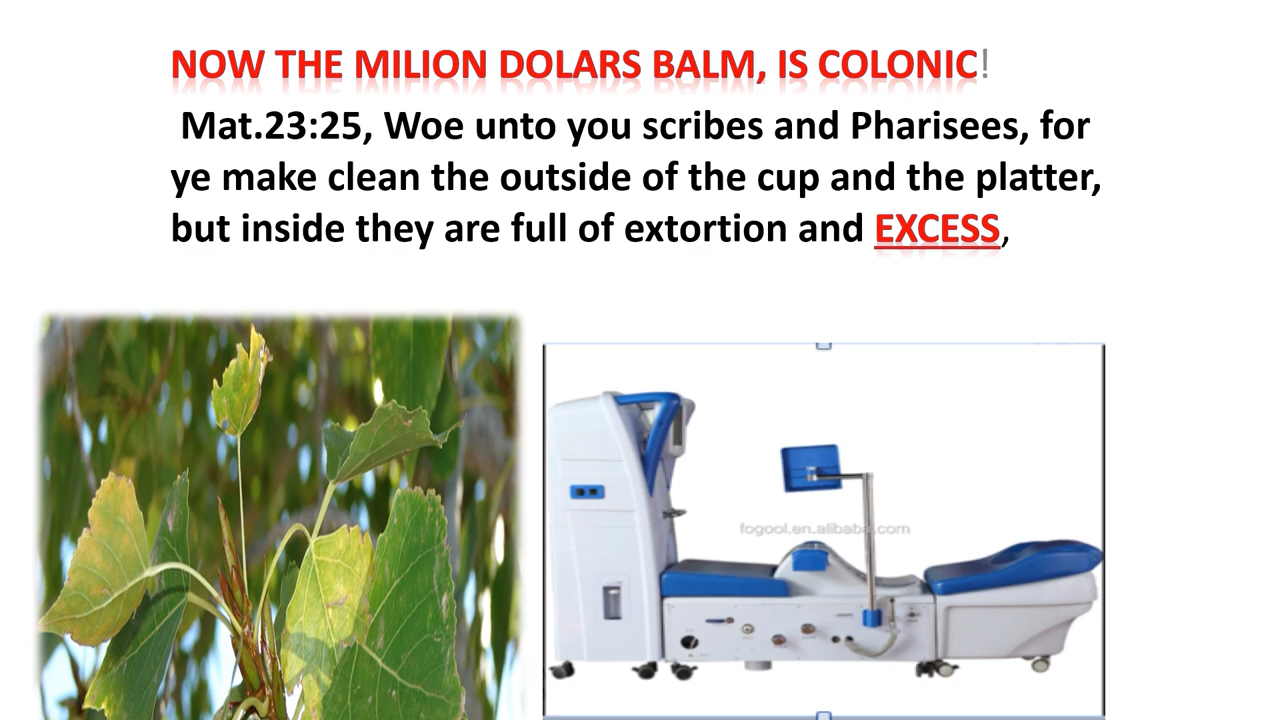 NOW THE MILION DOLARS BALM, IS COLONIC!
Mat.23:25, Woe unto you scribes and Pharisees, for
ye make clean the outside of the cup and the platter,
but inside they are full of extortion and EXCESS,
fogool.en.alibaba.com